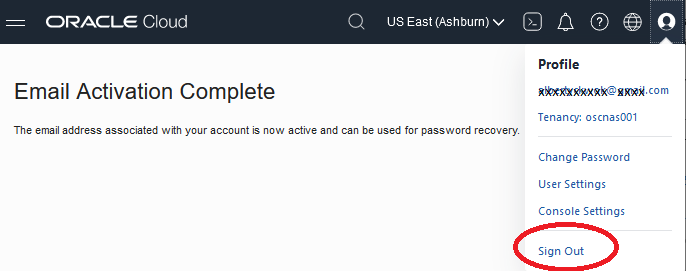 ORACLE Cloud
US East (Ashburn)
Profile
@gmail.com
Email Activation Complete
Tenancy: oscnas001
The email address associated with your account is now active and can be used for password recovery.
Change Password
User Settings
Console Settings
Sign Out